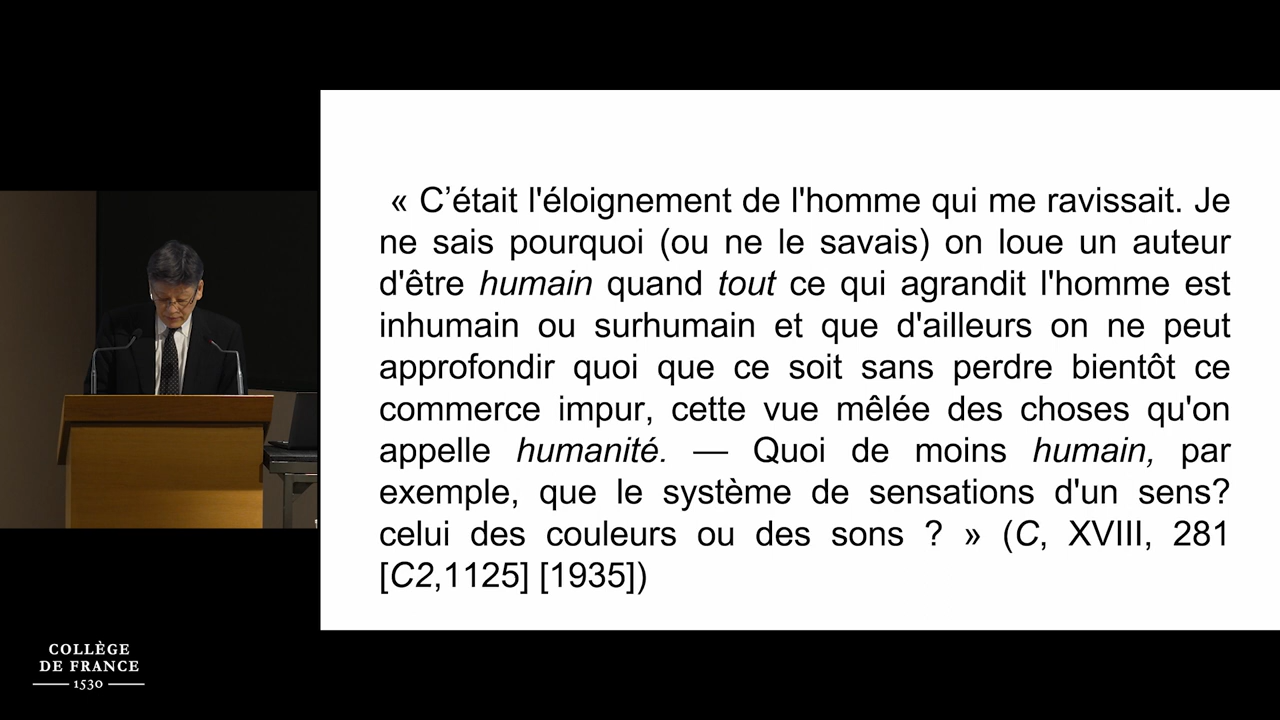 « C’était l'éloignement de l'homme qui me ravissait. Je
ne sais pourquoi (ou ne le savais) on loue un auteur
d'être humain quand tout ce qui agrandit l'homme est
inhumain ou surhumain et que d'ailleurs on ne peut
approfondir quoi que ce soit sans perdre bientôt ce
commerce impur, cette vue mêlée des choses qu'on
appelle humanité. — Quoi de moins humain, par
exemple, que le système de sensations d'un sens?
celui des couleurs ou des sons ? » (C, XVIII, 281
[C2,1125] [1935])
COLLÈGE
DE FRANCE
1530